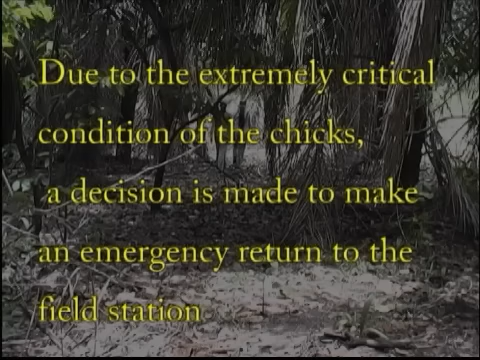 Due to the extremely critical
condition of the chicks,
a decision is made to make
an emergency return to the
field station